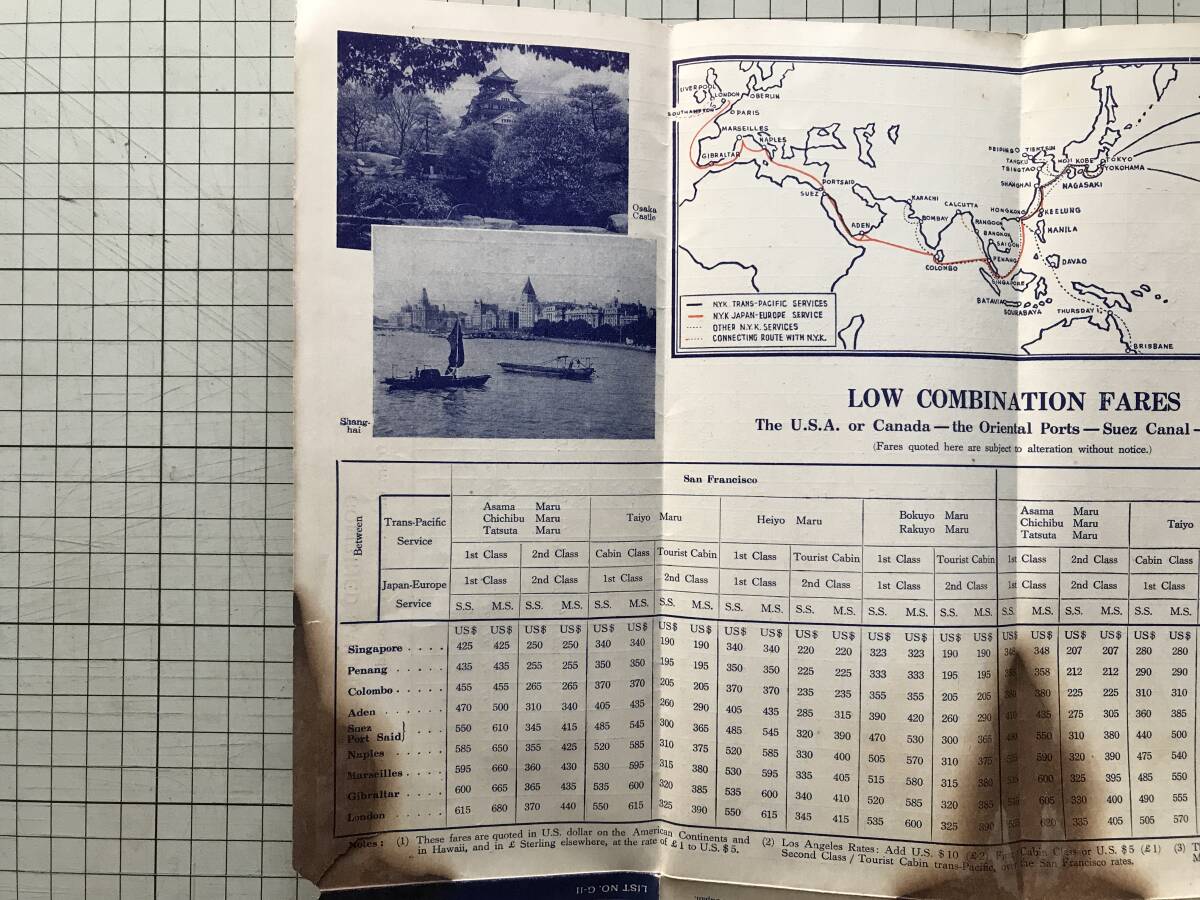 Osaka
Castle
Shang-
hai
LIVERPOOL
LONDON
BERLIN
SOUTHAMPTON
PARIS
MARSEILLES
NAPLES
GIBRALTAR
PORTSAID
SUEZ
ADEN
KARACHI
BOMBAY
CALCUTTA
RANGOON
BANGKOK
SAIGON
PENANG
SINGAPORE
COLOMBO
BATAVIA
SOURABAYA
PEIPING
TIENTSIN
TANGKU
TSINGTAO
SHANGHAI
MOJI
KOBE
TOKYO
YOKOHAMA
NAGASAKI
HONGKONG
KEELUNG
MANILA
DAVAO
THURSDAY I.
BRISBANE
N.Y.K. TRANS-PACIFIC SERVICES
N.Y.K JAPAN-EUROPE SERVICE
OTHER N.Y.K. SERVICES
CONNECTING ROUTE WITH N.Y.K.
LOW COMBINATION FARES
The U.S.A. or Canada—the Oriental Ports—Suez Canal—
(Fares quoted here are subject to alteration without notice.)
San Francisco
Between
Trans-Pacific Service
Asama Maru Chichibu Maru Tatsuta Maru
Taiyo Maru
Heiyo Maru
Bokuyo Maru Rakuyo Maru
Asama Maru Chichibu Maru Tatsuta Maru
Taiyo
1st Class 2nd Class Cabin Class Tourist Cabin 1st Class Tourist Cabin 1st Class Tourist Cabin 1st Class 2nd Class Cabin Class
Japan-Europe Service
1st Class 2nd Class 1st Class 2nd Class 1st Class 2nd Class 1st Class 2nd Class 1st Class 2nd Class 1st Class
S.S. M.S. S.S. M.S. S.S. M.S. S.S. M.S. S.S. M.S. S.S. M.S. S.S. M.S. S.S. M.S. S.S. M.S. S.S. M.S. S.S. M.S.
US$ US$ US$ US$ US$ US$ US$ US$ US$ US$ US$ US$ US$ US$ US$ US$ US$ US$ US$ US$ US$ US$
Singapore . . . . 425 425 250 250 340 340 190 190 340 340 220 220 323 323 190 190 348 348 207 207 280 280
Penang . . . . 435 435 255 255 350 350 195 195 350 350 225 225 333 333 195 195 358 212 212 290 290
Colombo . . . . 455 455 265 265 370 370 205 205 370 370 235 235 355 355 205 205 380 225 225 310 310
Aden . . . . 470 500 310 340 405 435 260 290 405 435 285 315 390 420 260 290 435 275 305 360 385
Suez
Port Said} . . . 550 610 345 415 485 545 300 365 485 545 320 390 470 530 300 365 550 310 380 440 500
Naples . . . . 585 650 355 425 520 585 310 375 520 585 330 400 505 570 310 375 590 320 390 475 540
Marseilles . . . . 595 660 360 430 530 595 315 380 530 595 335 405 515 580 315 380 600 325 395 485 550
Gibraltar . . . . 600 665 365 435 535 600 320 385 535 600 340 410 520 585 320 385 605 330 400 490 555
London . . . . 615 680 370 440 550 615 325 390 550 615 345 415 535 600 325 390 620 335 405 505 570
Notes: (1) These fares are quoted in U.S. dollar on the American Continents and
in Hawaii, and in £ Sterling elsewhere, at the rate of £1 to U.S. $5.
(2) Los Angeles Rates: Add U.S. $10 (£2) Cabin Class or U.S. $5 (£1)
Second Class / Tourist Cabin trans-Pacific, the San Francisco rates.
(3)
LIST NO. G-11